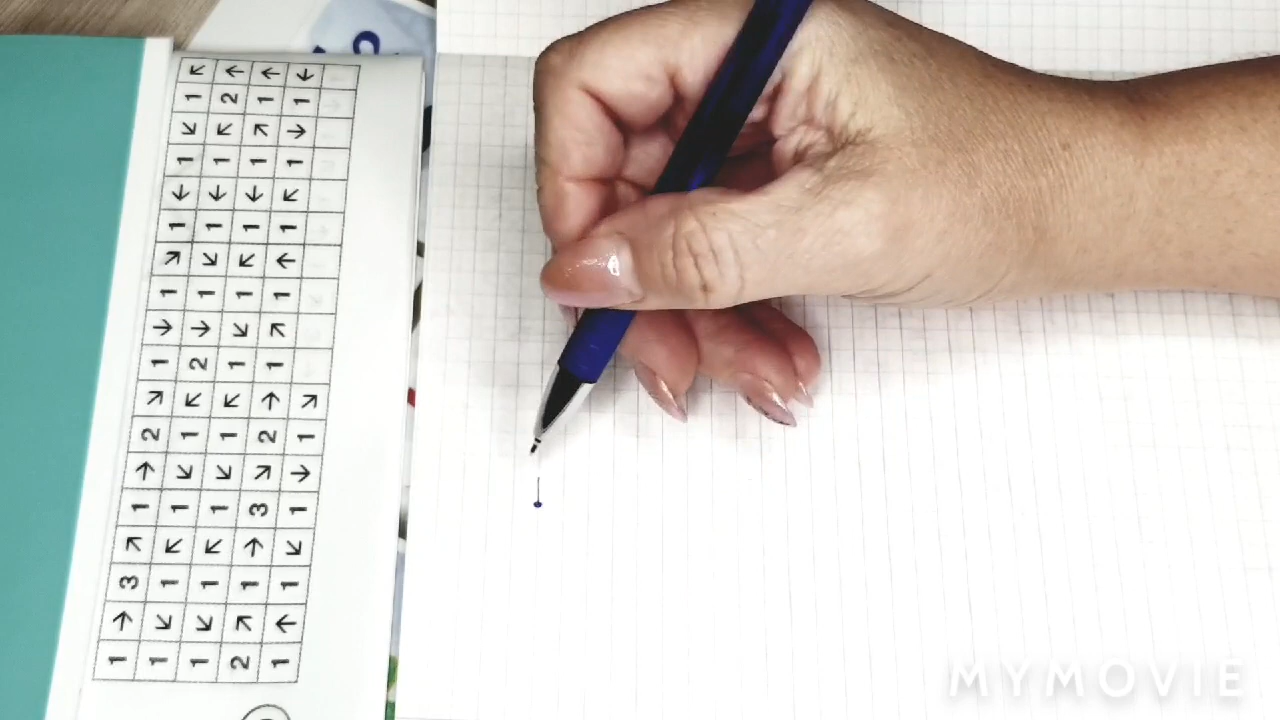 1 3 1 2 1 1 1 1 1
1 1 1 1 2 1 1 1 2
1 1 1 1 1 1 1 1 1
2 1 3 2 1 1 1 1 1
1 1 1 1
MYMOVIE